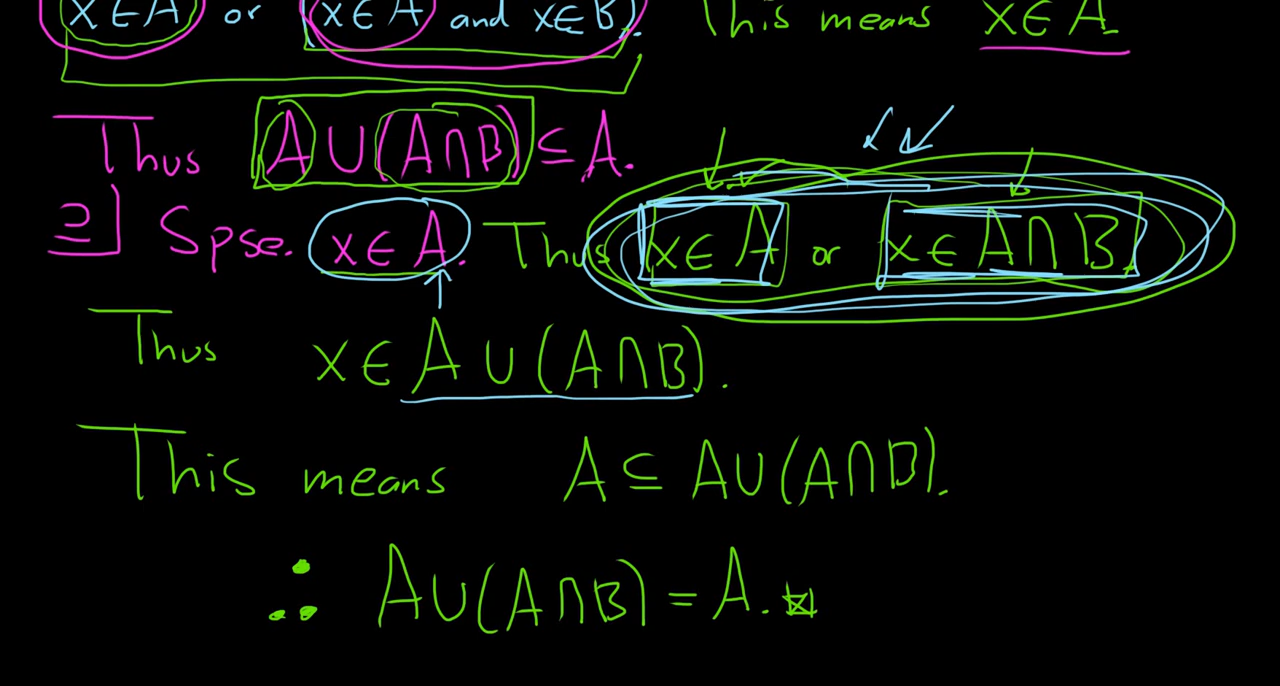 x∈A or (x∈A and x∈B). This means x∈A.
Thus A∪(A∩B)⊆A.
⊇] Spse. x∈A. Thus x∈A or x∈A∩B.
Thus x∈A∪(A∩B).
This means A⊆A∪(A∩B).
∴ A∪(A∩B)=A.